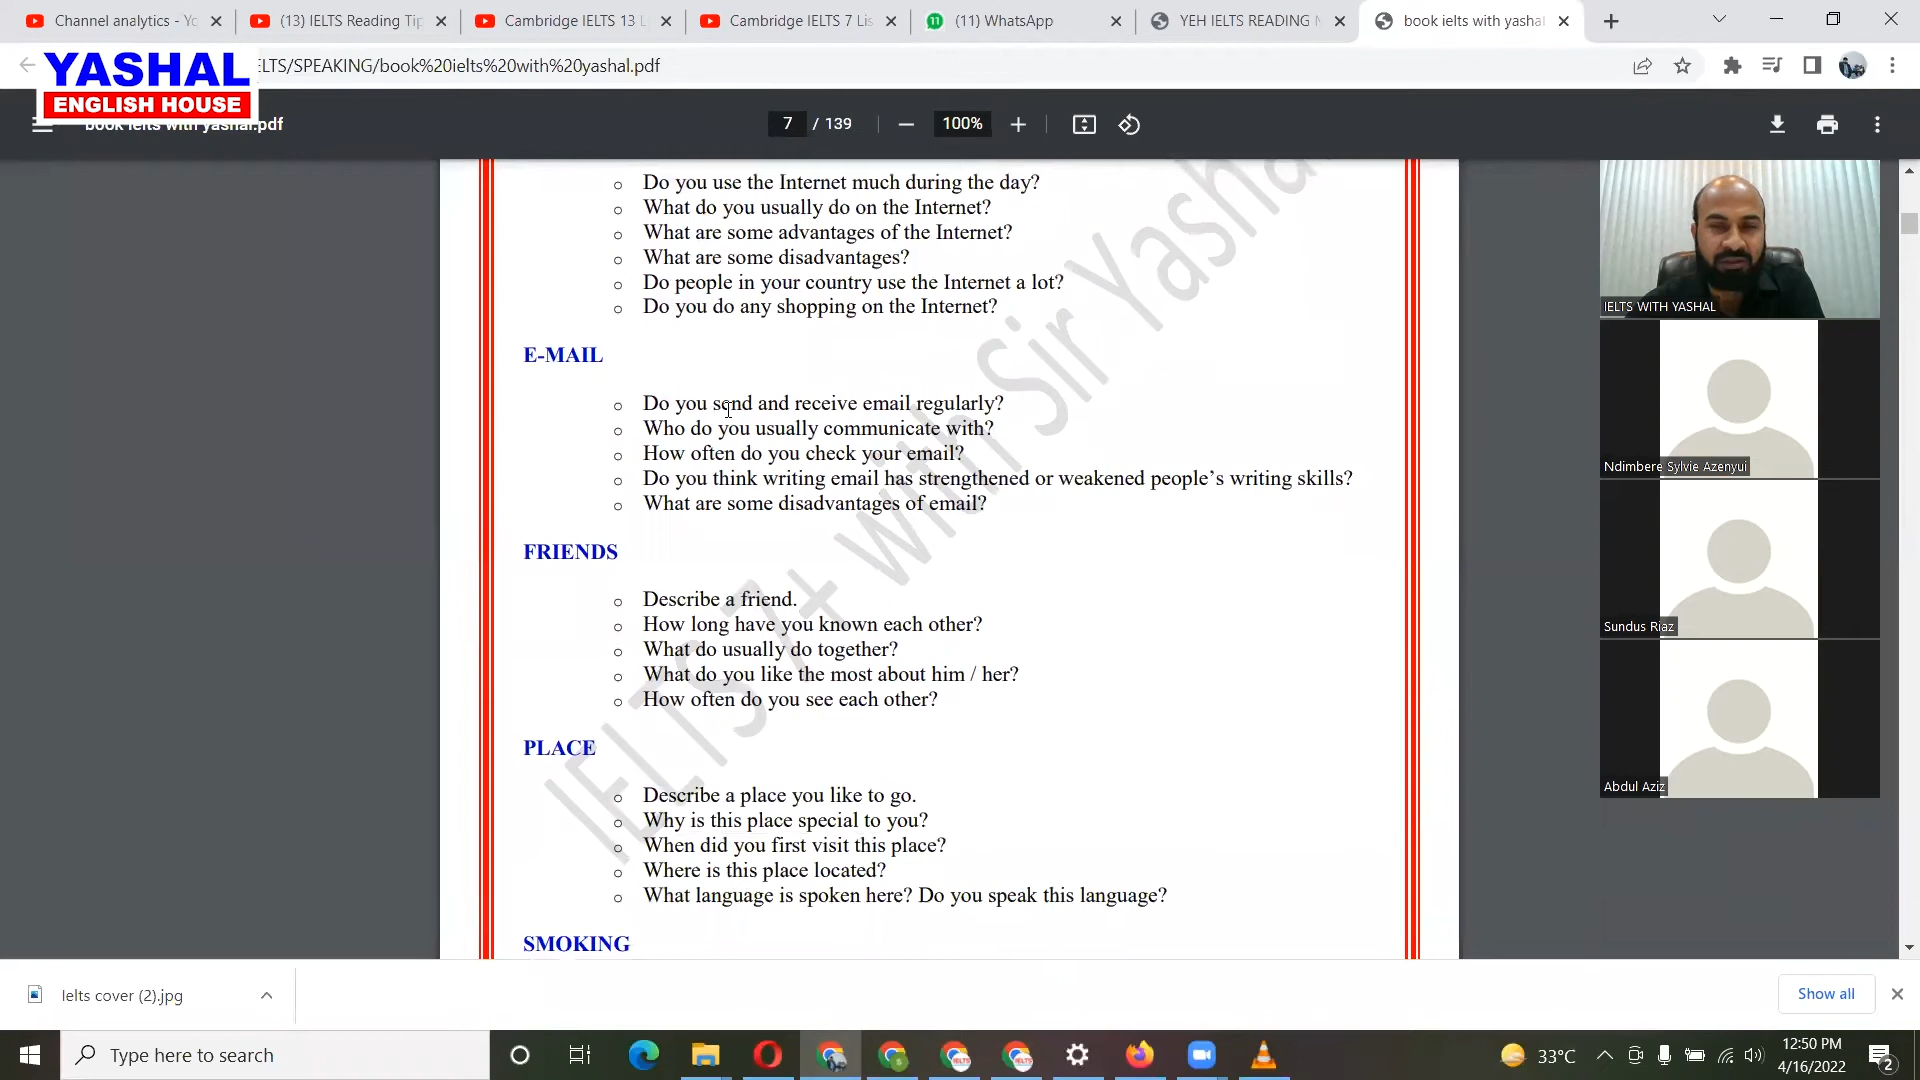 Channel analytics - Yo
(13) IELTS Reading Tip
Cambridge IELTS 13 L
Cambridge IELTS 7 Lis
(11) WhatsApp
YEH IELTS READING M
book ielts with yashal
YASHAL
ENGLISH HOUSE
ELTS/SPEAKING/book%20ielts%20with%20yashal.pdf
book ielts with yashal.pdf
7 / 139
100%
Do you use the Internet much during the day?
What do you usually do on the Internet?
What are some advantages of the Internet?
What are some disadvantages?
Do people in your country use the Internet a lot?
Do you do any shopping on the Internet?
E-MAIL
Do you send and receive email regularly?
Who do you usually communicate with?
How often do you check your email?
Do you think writing email has strengthened or weakened people’s writing skills?
What are some disadvantages of email?
FRIENDS
Describe a friend.
How long have you known each other?
What do usually do together?
What do you like the most about him / her?
How often do you see each other?
PLACE
Describe a place you like to go.
Why is this place special to you?
When did you first visit this place?
Where is this place located?
What language is spoken here? Do you speak this language?
SMOKING
IELTS 7+ with Sir Yasha
IELTS WITH YASHAL
Ndimbere Sylvie Azenyui
Sundus Riaz
Abdul Aziz
Ielts cover (2).jpg
Show all
Type here to search
33°C
12:50 PM
4/16/2022
2